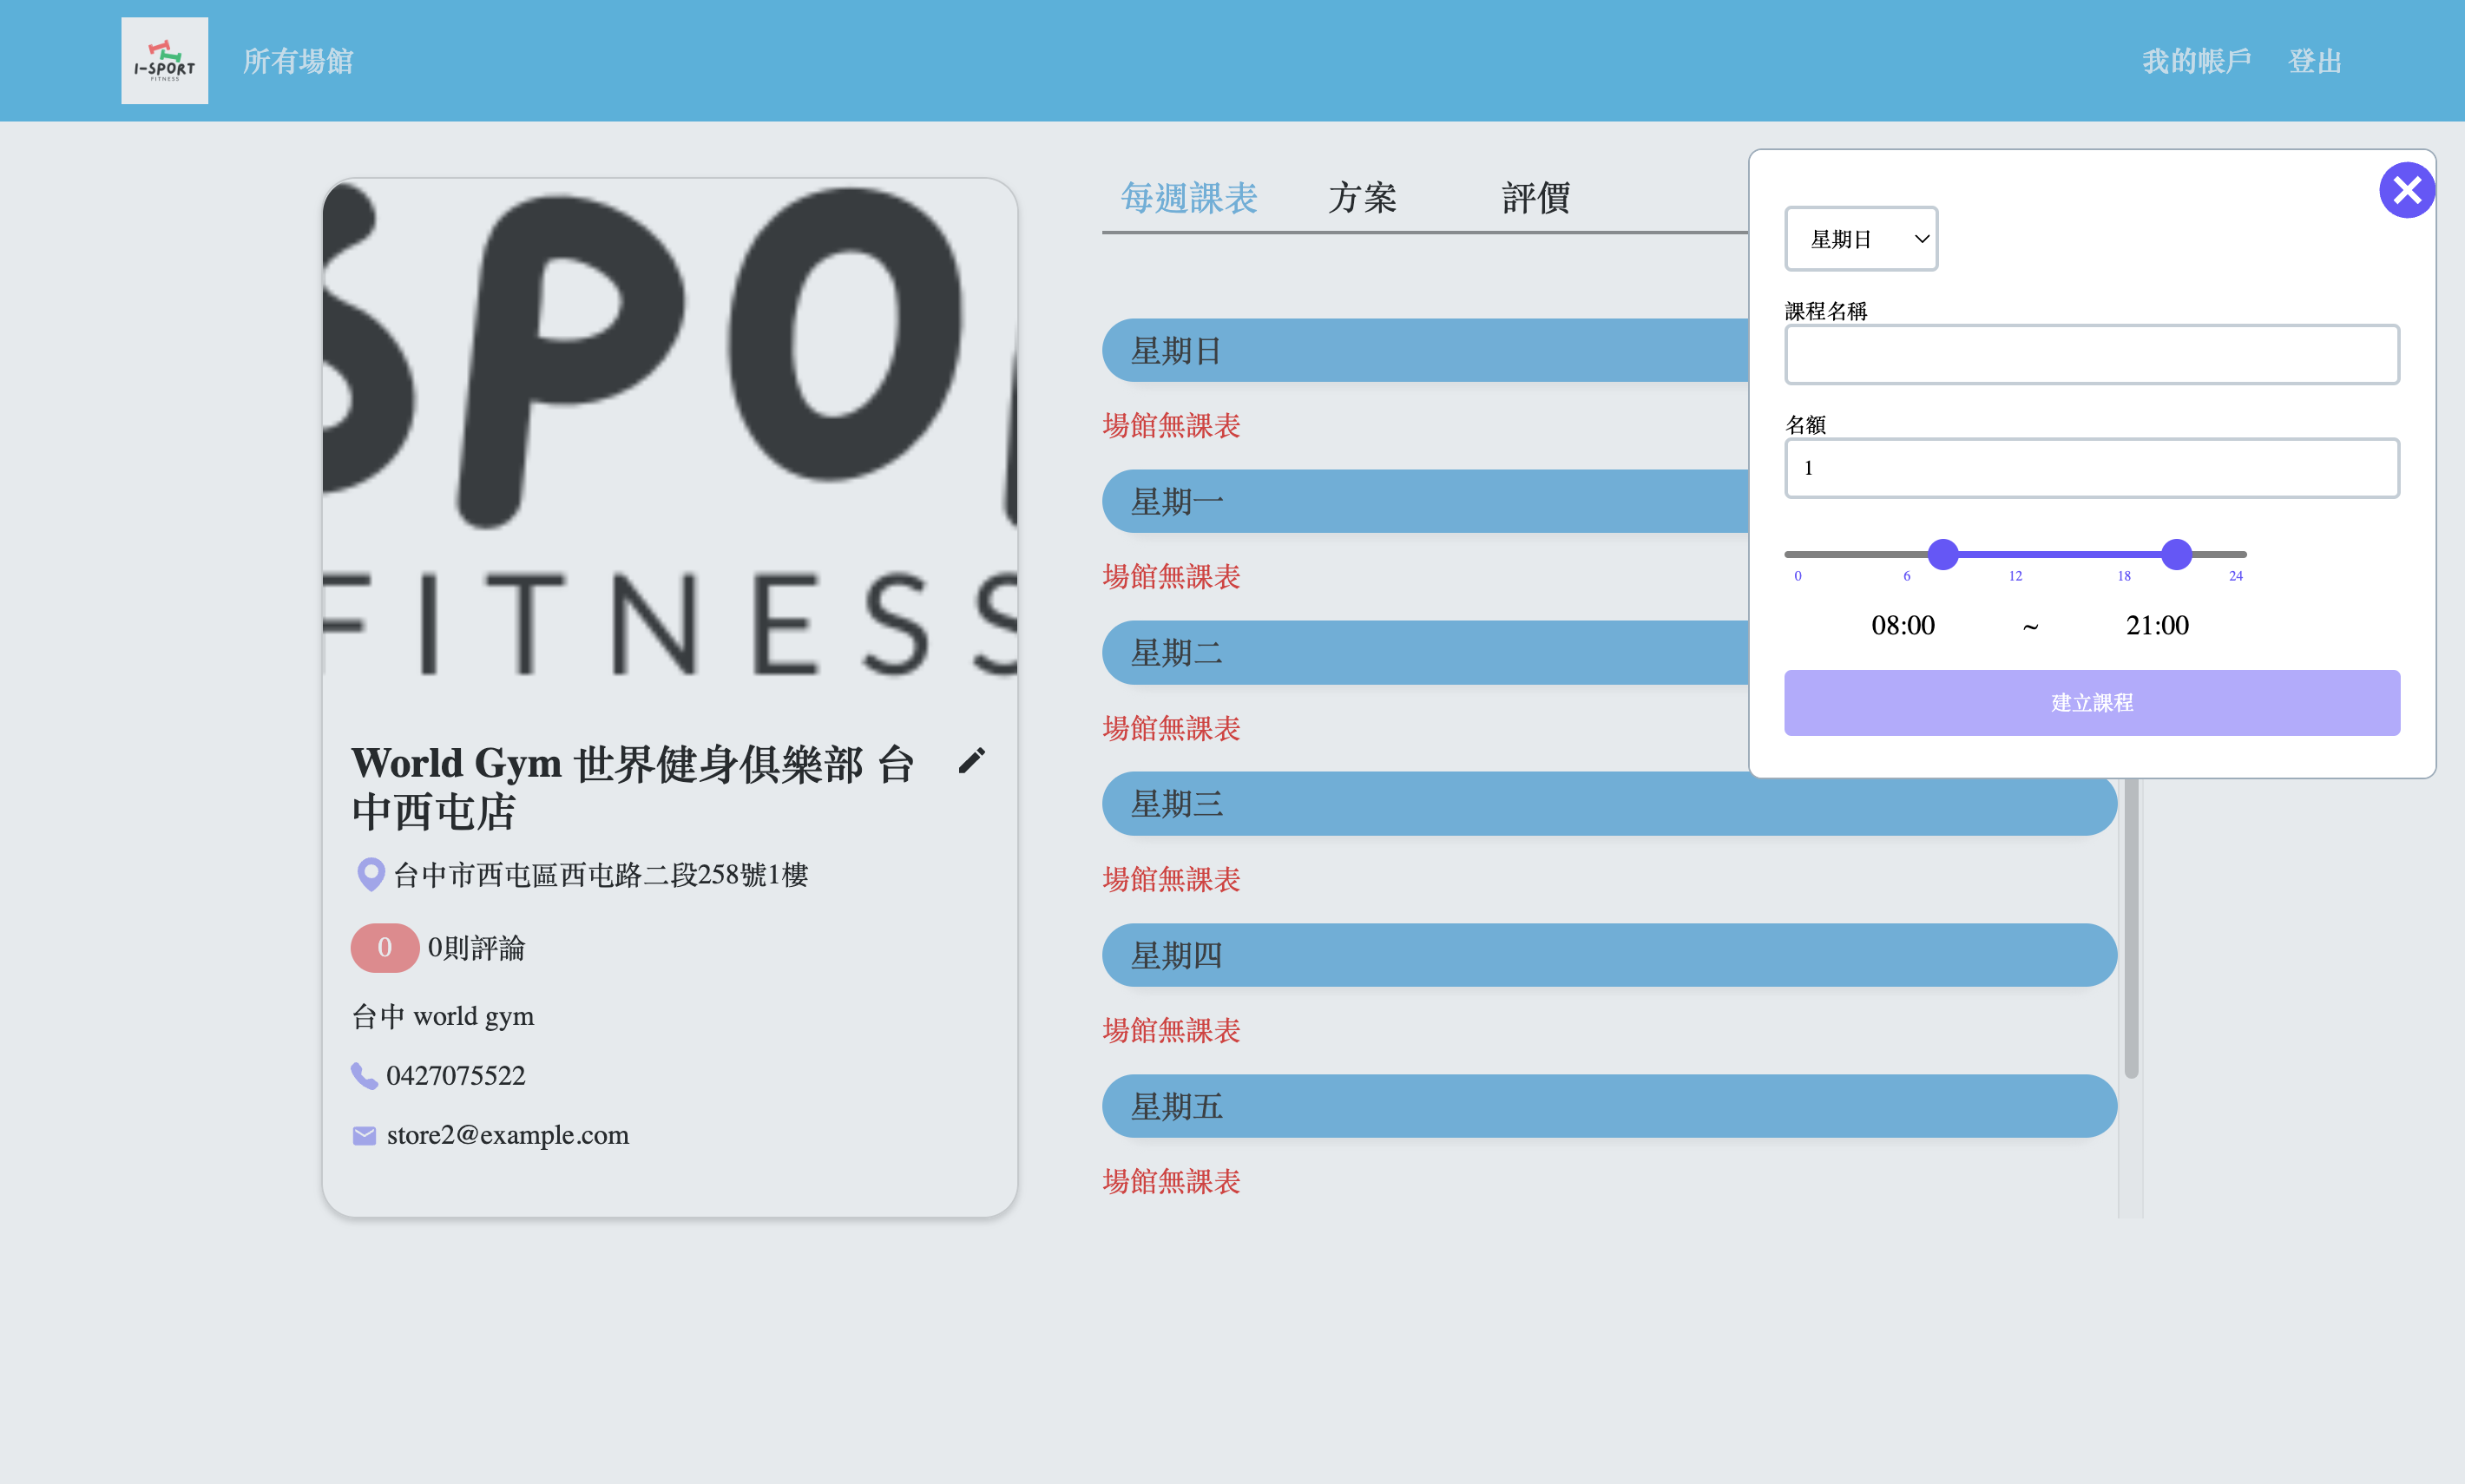 I-SPORT
FITNESS
所有場館
我的帳戶
登出
SPO
FITNESS
World Gym 世界健身俱樂部 台
中西屯店
台中市西屯區西屯路二段258號1樓
0 0則評論
台中 world gym
0427075522
store2@example.com
每週課表
方案
評價
星期日
場館無課表
星期一
場館無課表
星期二
場館無課表
星期三
場館無課表
星期四
場館無課表
星期五
場館無課表
星期日
課程名稱
名額
1
0 6 12 18 24
08:00 ~ 21:00
建立課程